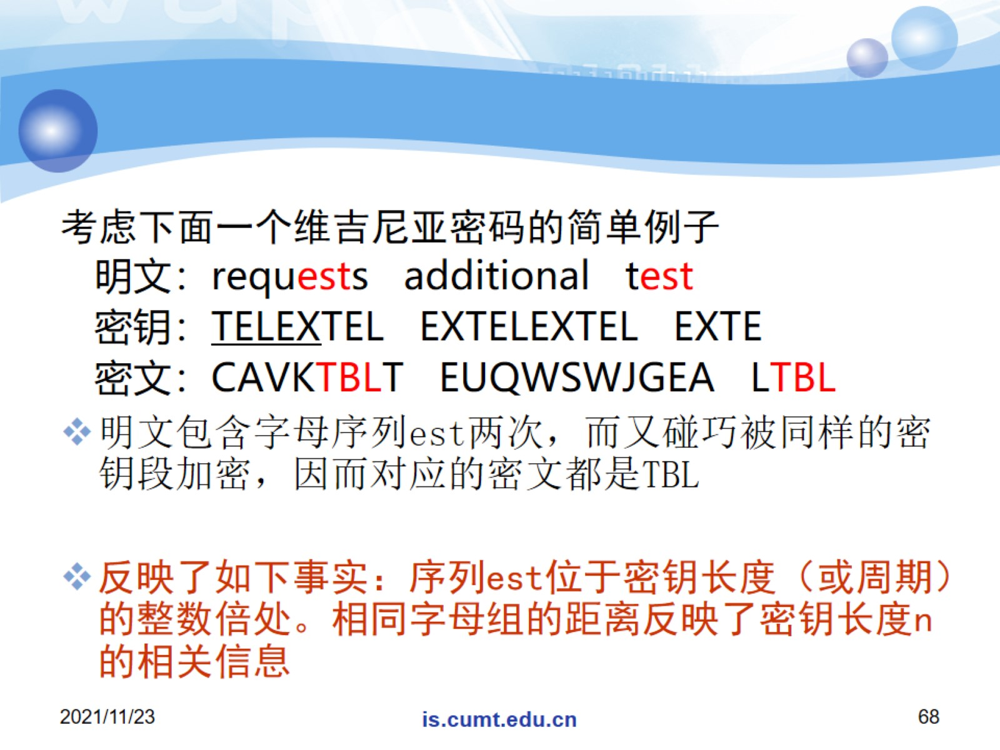 考虑下面一个维吉尼亚密码的简单例子
明文：requests additional test
密钥：TELEXTEL EXTELEXTEL EXTE
密文：CAVKTBLT EUQWSWJGEA LTBL
明文包含字母序列est两次，而又碰巧被同样的密
钥段加密，因而对应的密文都是TBL
反映了如下事实：序列est位于密钥长度（或周期）
的整数倍处。相同字母组的距离反映了密钥长度n
的相关信息
2021/11/23 is.cumt.edu.cn 68